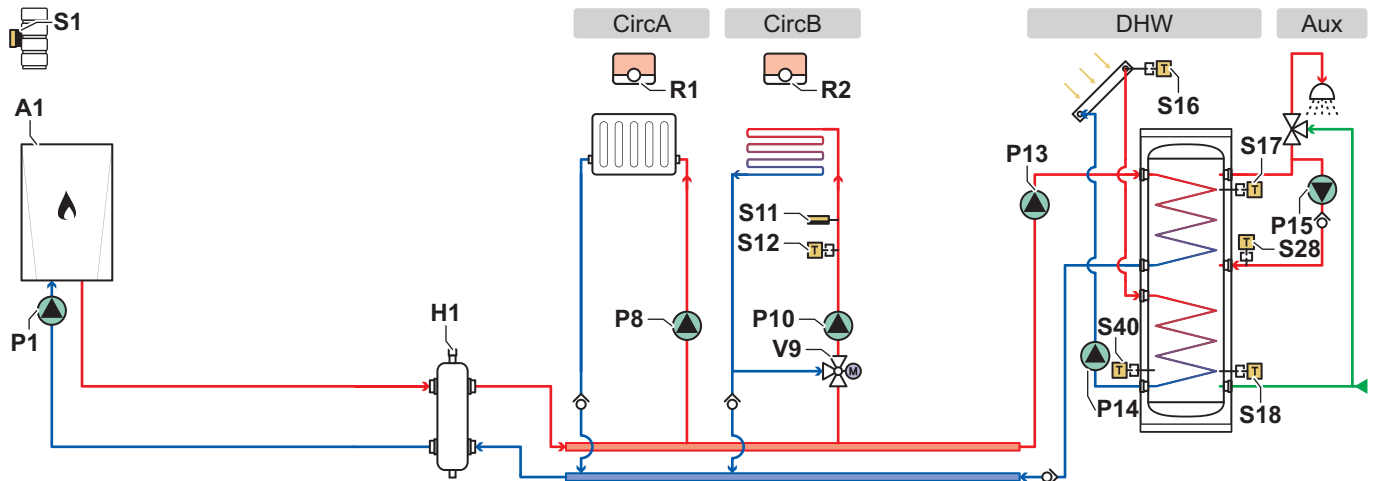 S1
CircA
CircB
DHW
Aux
R1
R2
T
S16
A1
P13
S17
T
S11
S12
T
P15
T
S28
P1
H1
P8
P10
V9
M
S40
T
P14
T
S18